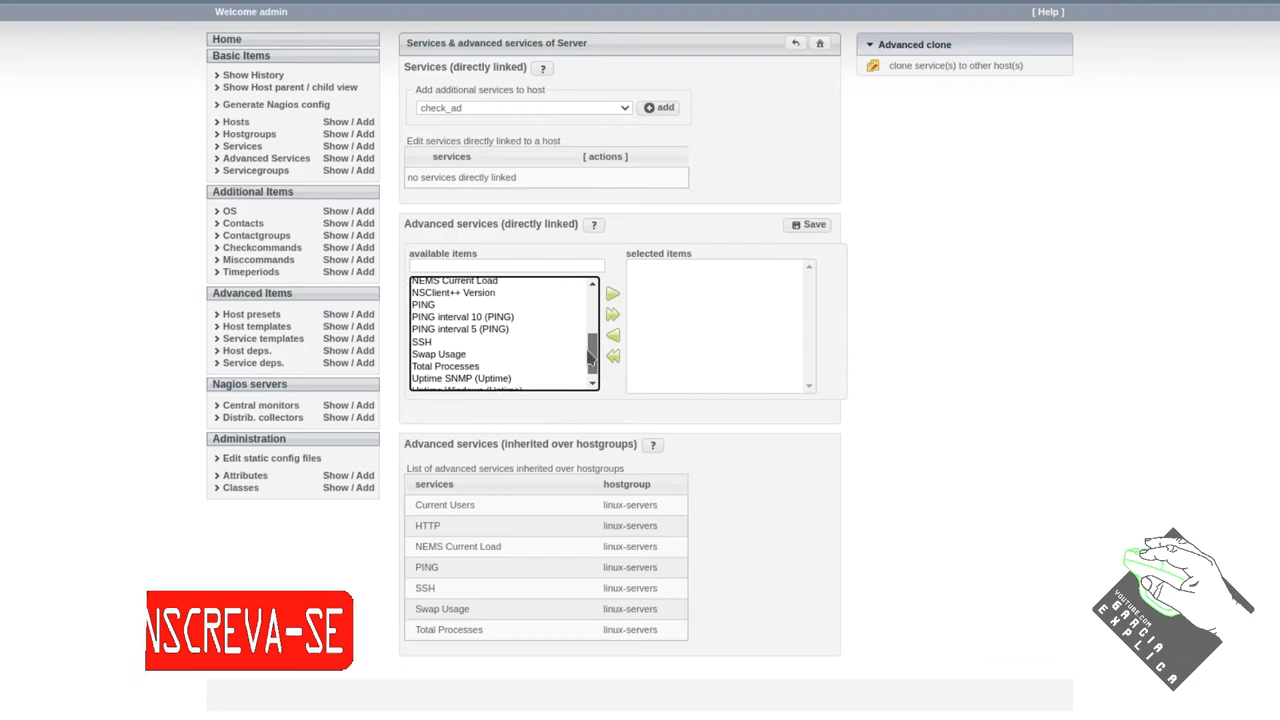 Welcome admin
[ Help ]
Home
Basic Items
Show History
Show Host parent / child view
Generate Nagios config
Hosts Show / Add
Hostgroups Show / Add
Services Show / Add
Advanced Services Show / Add
Servicegroups Show / Add
Additional Items
OS Show / Add
Contacts Show / Add
Contactgroups Show / Add
Checkcommands Show / Add
Misccommands Show / Add
Timeperiods Show / Add
Advanced Items
Host presets Show / Add
Host templates Show / Add
Service templates Show / Add
Host deps. Show / Add
Service deps. Show / Add
Nagios servers
Central monitors Show / Add
Distrib. collectors Show / Add
Administration
Edit static config files
Attributes Show / Add
Classes Show / Add
Services & advanced services of Server
Services (directly linked) ?
Add additional services to host
check_ad add
Edit services directly linked to a host
services [ actions ]
no services directly linked
Advanced services (directly linked) ? Save
available items selected items
NEMS Current Load
NSClient++ Version
PING
PING interval 10 (PING)
PING interval 5 (PING)
SSH
Swap Usage
Total Processes
Uptime SNMP (Uptime)
Uptime Windows (Uptime)
Advanced services (inherited over hostgroups) ?
List of advanced services inherited over hostgroups
services hostgroup
Current Users linux-servers
HTTP linux-servers
NEMS Current Load linux-servers
PING linux-servers
SSH linux-servers
Swap Usage linux-servers
Total Processes linux-servers
Advanced clone
clone service(s) to other host(s)
NSCREVA-SE
YOUTUBE.COM
EGARCIA
EXPLICA